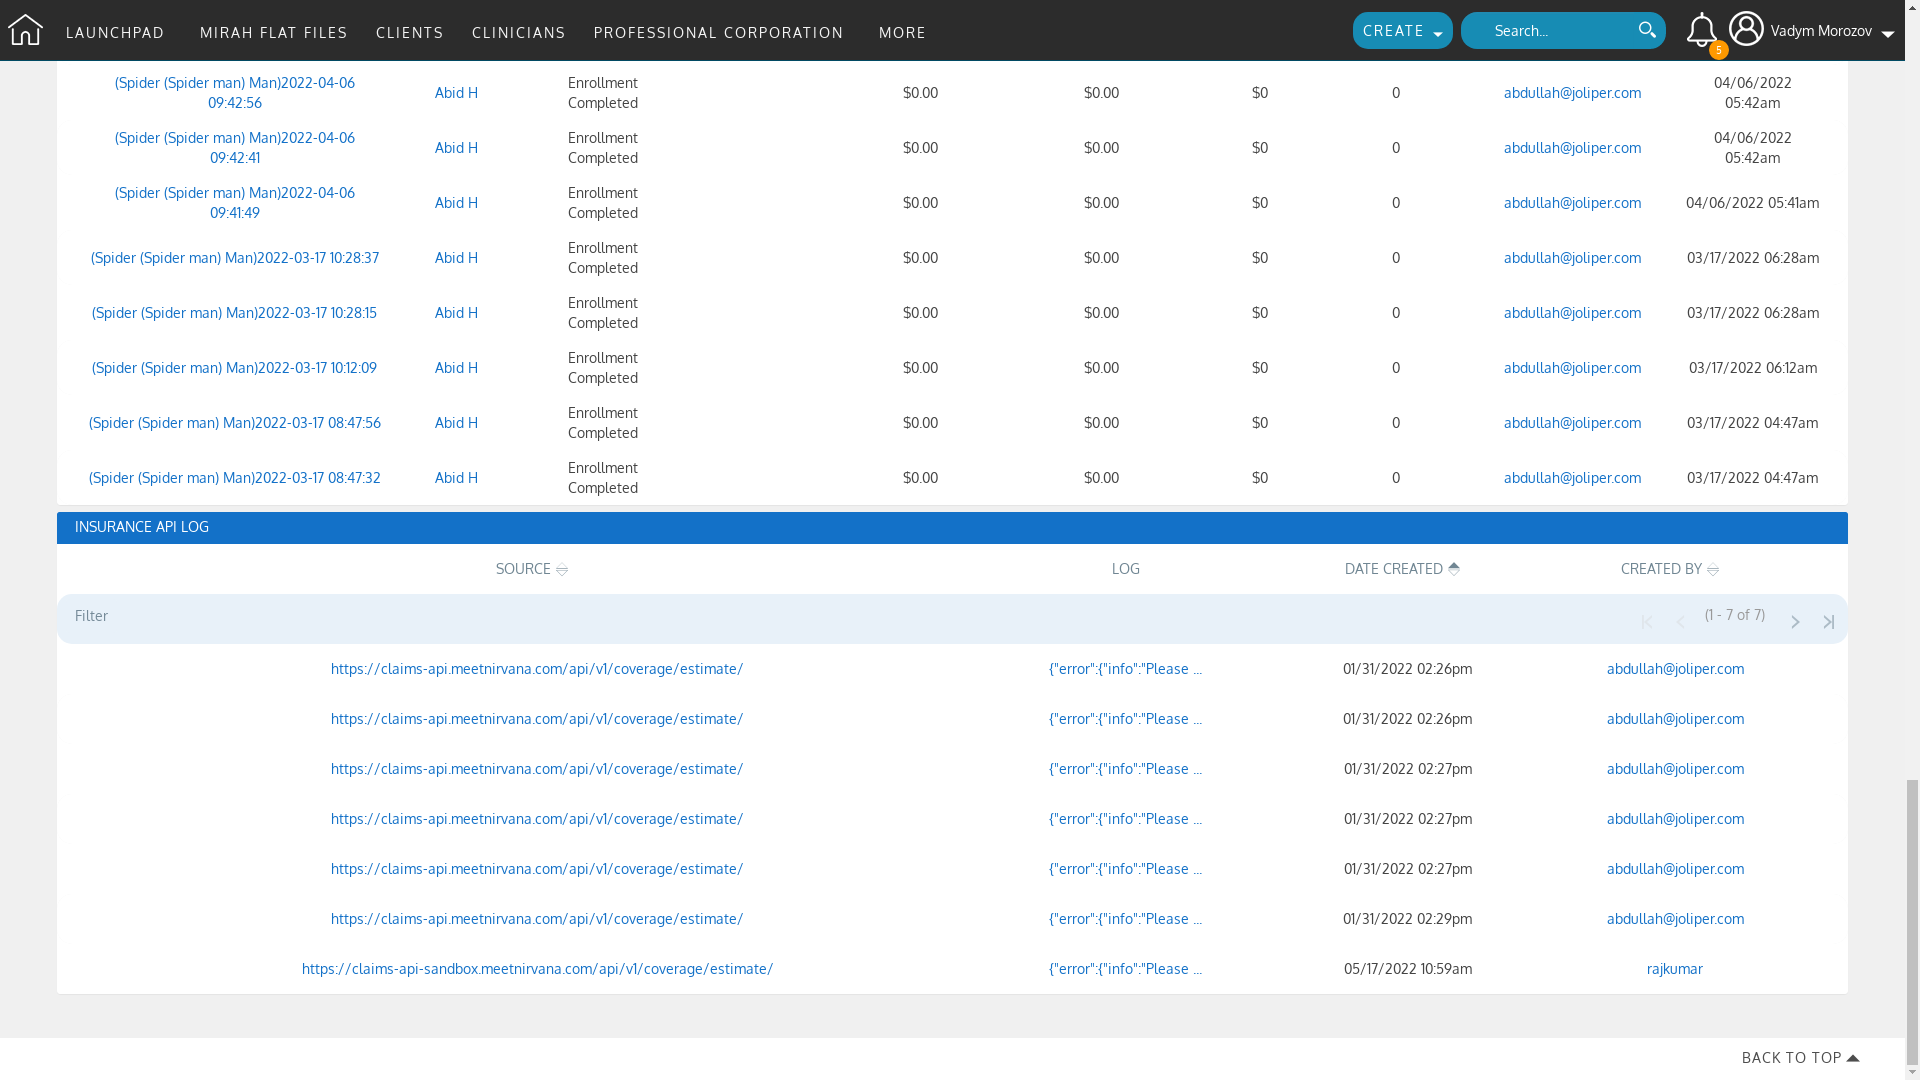 LAUNCHPAD MIRAH FLAT FILES CLIENTS CLINICIANS PROFESSIONAL CORPORATION MORE CREATE Search... 5 Vadym Morozov
(Spider (Spider man) Man)2022-04-06 09:42:56 Abid H Enrollment Completed $0.00 $0.00 $0 0 abdullah@joliper.com 04/06/2022 05:42am
(Spider (Spider man) Man)2022-04-06 09:42:41 Abid H Enrollment Completed $0.00 $0.00 $0 0 abdullah@joliper.com 04/06/2022 05:42am
(Spider (Spider man) Man)2022-04-06 09:41:49 Abid H Enrollment Completed $0.00 $0.00 $0 0 abdullah@joliper.com 04/06/2022 05:41am
(Spider (Spider man) Man)2022-03-17 10:28:37 Abid H Enrollment Completed $0.00 $0.00 $0 0 abdullah@joliper.com 03/17/2022 06:28am
(Spider (Spider man) Man)2022-03-17 10:28:15 Abid H Enrollment Completed $0.00 $0.00 $0 0 abdullah@joliper.com 03/17/2022 06:28am
(Spider (Spider man) Man)2022-03-17 10:12:09 Abid H Enrollment Completed $0.00 $0.00 $0 0 abdullah@joliper.com 03/17/2022 06:12am
(Spider (Spider man) Man)2022-03-17 08:47:56 Abid H Enrollment Completed $0.00 $0.00 $0 0 abdullah@joliper.com 03/17/2022 04:47am
(Spider (Spider man) Man)2022-03-17 08:47:32 Abid H Enrollment Completed $0.00 $0.00 $0 0 abdullah@joliper.com 03/17/2022 04:47am
INSURANCE API LOG
SOURCE LOG DATE CREATED CREATED BY
Filter (1 - 7 of 7)
https://claims-api.meetnirvana.com/api/v1/coverage/estimate/ {"error":{"info":"Please ... 01/31/2022 02:26pm abdullah@joliper.com
https://claims-api.meetnirvana.com/api/v1/coverage/estimate/ {"error":{"info":"Please ... 01/31/2022 02:26pm abdullah@joliper.com
https://claims-api.meetnirvana.com/api/v1/coverage/estimate/ {"error":{"info":"Please ... 01/31/2022 02:27pm abdullah@joliper.com
https://claims-api.meetnirvana.com/api/v1/coverage/estimate/ {"error":{"info":"Please ... 01/31/2022 02:27pm abdullah@joliper.com
https://claims-api.meetnirvana.com/api/v1/coverage/estimate/ {"error":{"info":"Please ... 01/31/2022 02:27pm abdullah@joliper.com
https://claims-api.meetnirvana.com/api/v1/coverage/estimate/ {"error":{"info":"Please ... 01/31/2022 02:29pm abdullah@joliper.com
https://claims-api-sandbox.meetnirvana.com/api/v1/coverage/estimate/ {"error":{"info":"Please ... 05/17/2022 10:59am rajkumar
BACK TO TOP